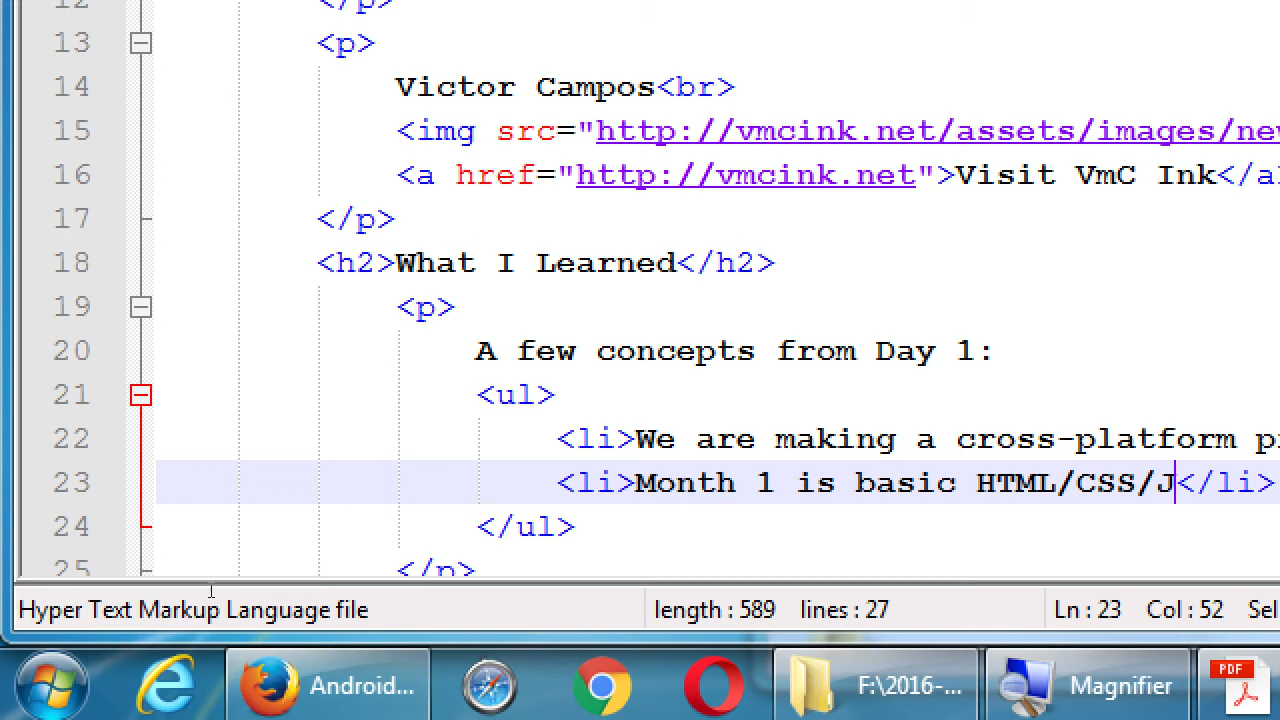 12 </p>
13 <p>
14 Victor Campos<br>
15 <img src="http://vmcink.net/assets/images/new
16 <a href="http://vmcink.net">Visit VmC Ink</a>
17 </p>
18 <h2>What I Learned</h2>
19 <p>
20 A few concepts from Day 1:
21 <ul>
22 <li>We are making a cross-platform p
23 <li>Month 1 is basic HTML/CSS/J</li>
24 </ul>
25 </p>
Hyper Text Markup Language file length : 589 lines : 27 Ln : 23 Col : 52 Sel
Android... F:\2016-... Magnifier PDF